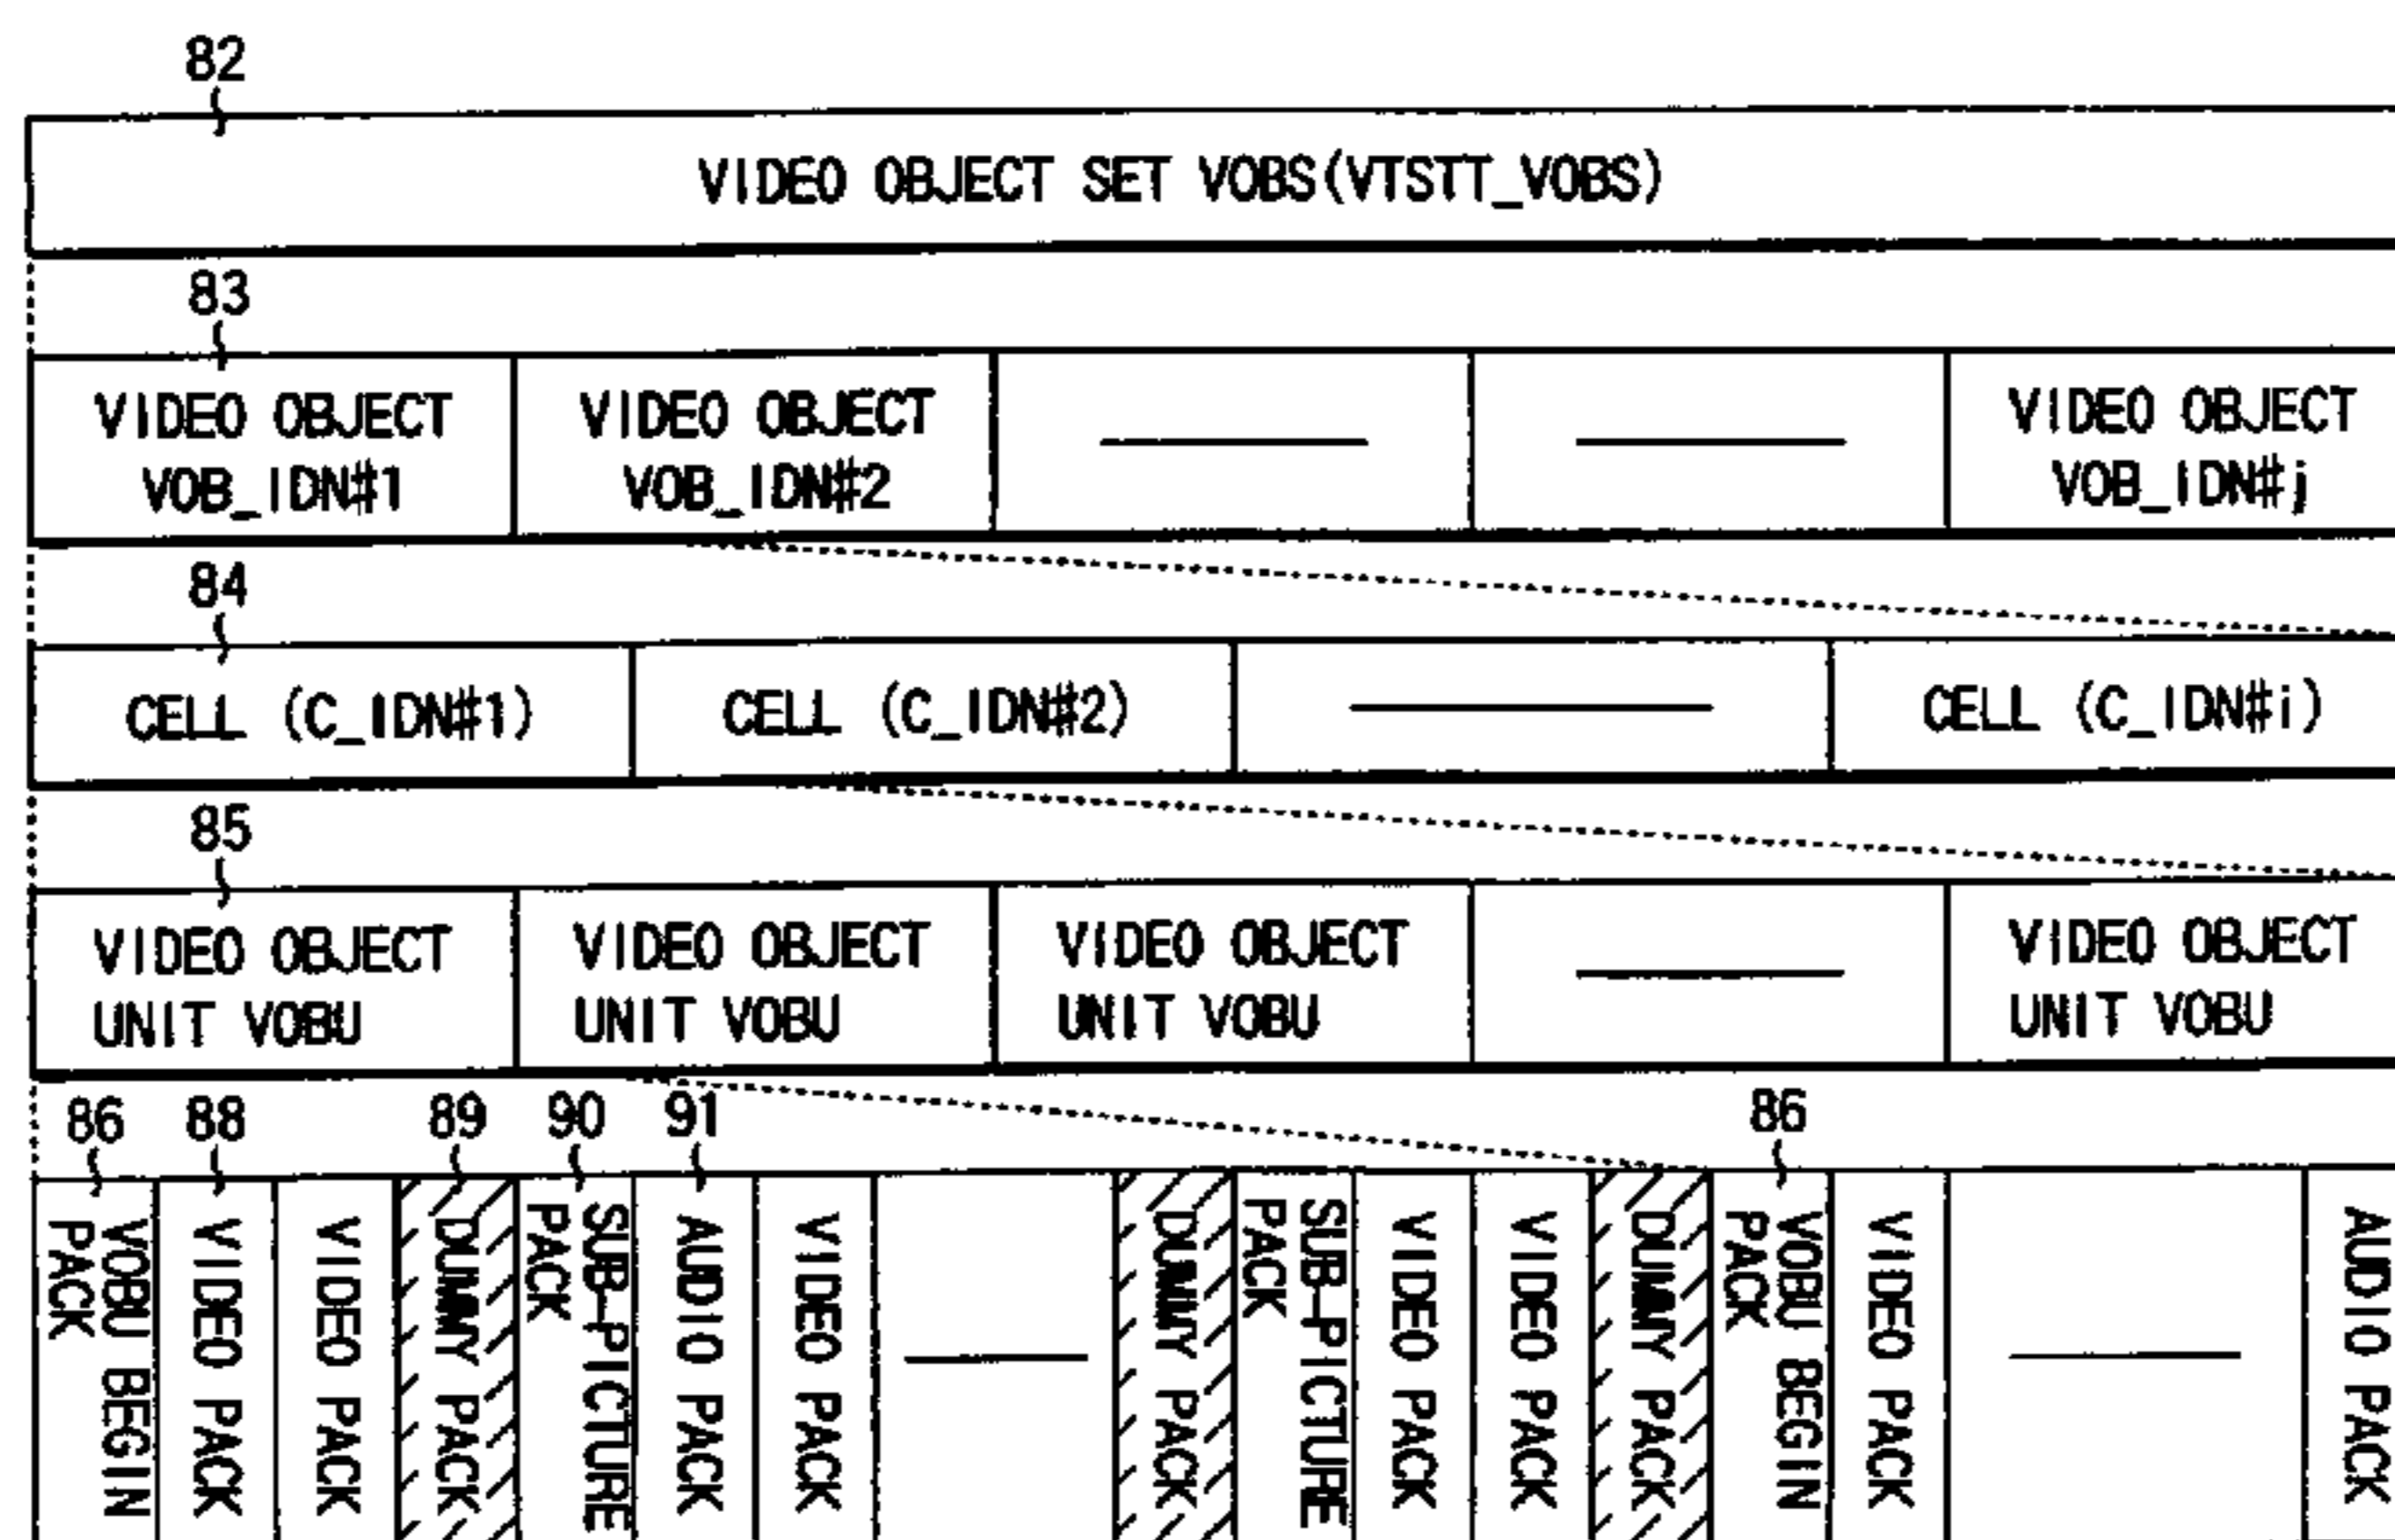 82
VIDEO OBJECT SET VOBS(VTSTT_VOBS)
83
VIDEO OBJECT
VOB_IDN#1
VIDEO OBJECT
VOB_IDN#2
VIDEO OBJECT
VOB_IDN#j
84
CELL (C_IDN#1)
CELL (C_IDN#2)
CELL (C_IDN#i)
85
VIDEO OBJECT
UNIT VOBU
VIDEO OBJECT
UNIT VOBU
VIDEO OBJECT
UNIT VOBU
VIDEO OBJECT
UNIT VOBU
86
88
89
90
91
86
VOBU BEGIN
PACK
VIDEO PACK
VIDEO PACK
DUMMY PACK
SUB-PICTURE
PACK
AUDIO PACK
VIDEO PACK
DUMMY PACK
SUB-PICTURE
PACK
VIDEO PACK
VIDEO PACK
DUMMY PACK
VOBU BEGIN
PACK
VIDEO PACK
AUDIO PACK